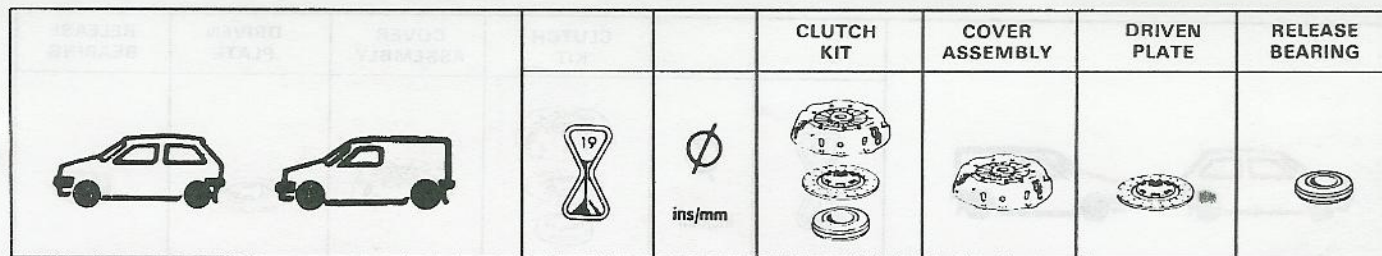 CLUTCH
KIT
COVER
ASSEMBLY
DRIVEN
PLATE
RELEASE
BEARING
19
Ø
ins/mm